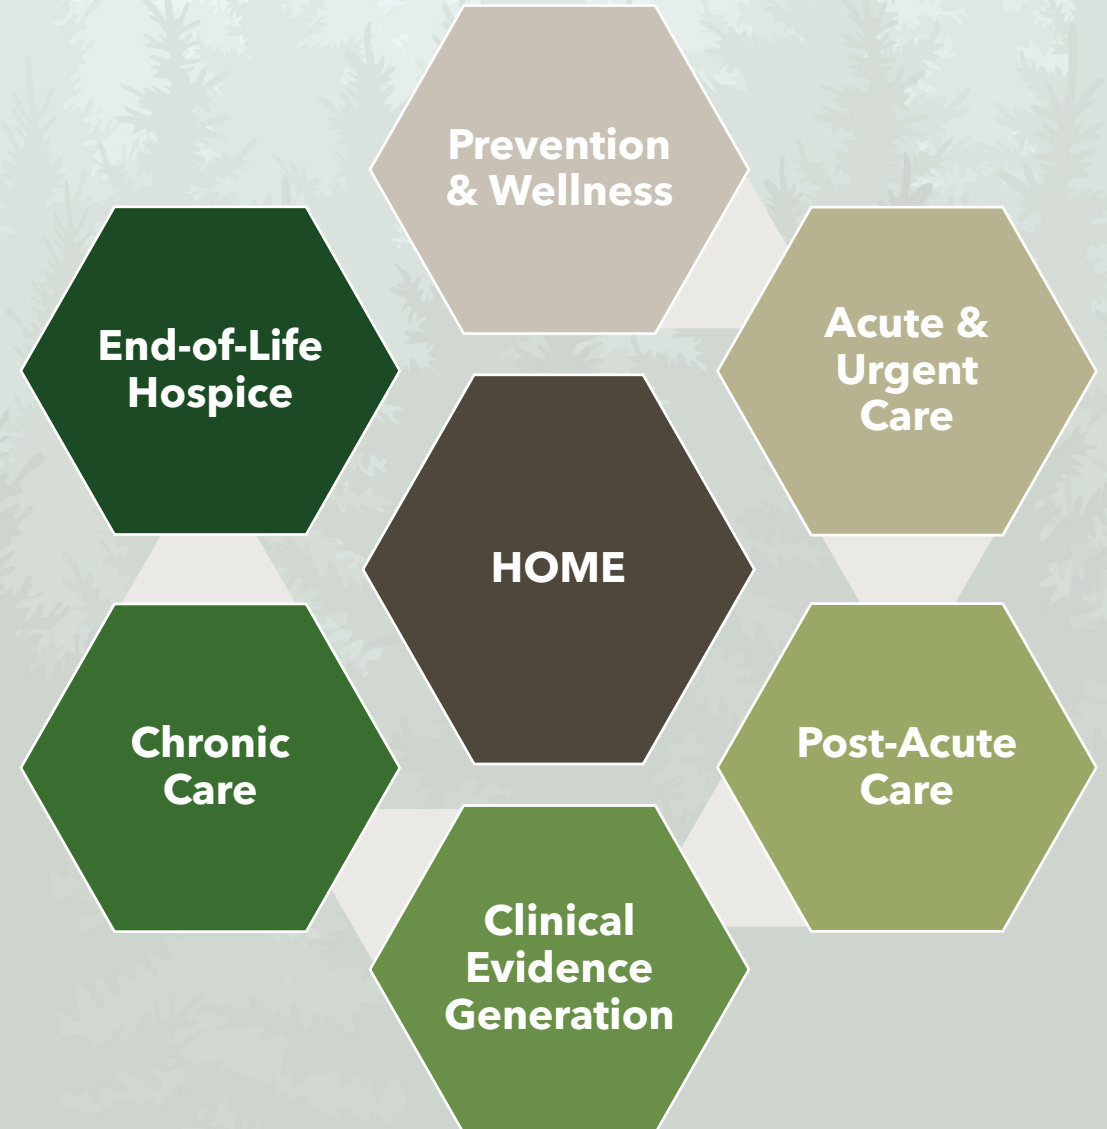 Prevention
& Wellness
Acute &
Urgent
Care
Post-Acute
Care
Clinical
Evidence
Generation
Chronic
Care
End-of-Life
Hospice
HOME